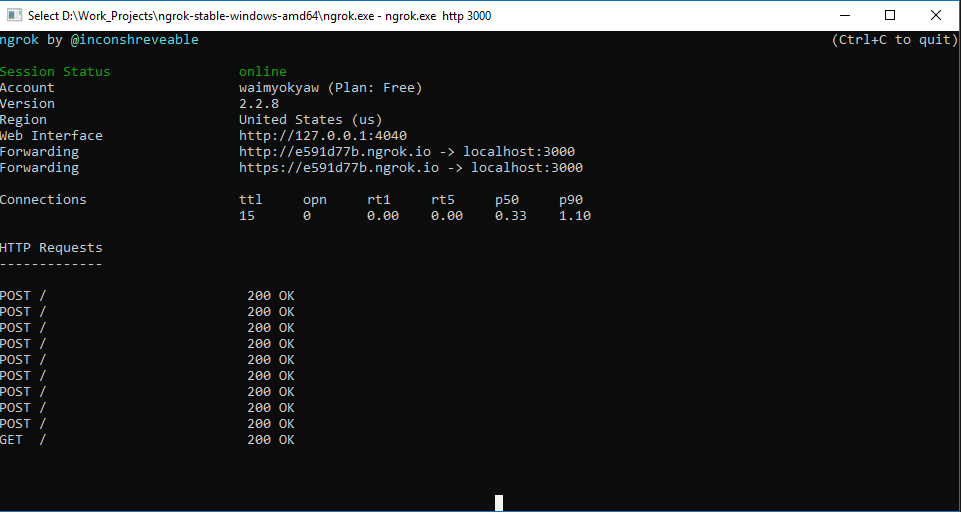 Select D:\Work_Projects\ngrok-stable-windows-amd64\ngrok.exe - ngrok.exe http 3000
ngrok by @inconshreveable (Ctrl+C to quit)
Session Status online
Account waimyokyaw (Plan: Free)
Version 2.2.8
Region United States (us)
Web Interface http://127.0.0.1:4040
Forwarding http://e591d77b.ngrok.io -> localhost:3000
Forwarding https://e591d77b.ngrok.io -> localhost:3000
Connections ttl opn rt1 rt5 p50 p90
15 0 0.00 0.00 0.33 1.10
HTTP Requests
-------------
POST / 200 OK
POST / 200 OK
POST / 200 OK
POST / 200 OK
POST / 200 OK
POST / 200 OK
POST / 200 OK
POST / 200 OK
POST / 200 OK
GET / 200 OK